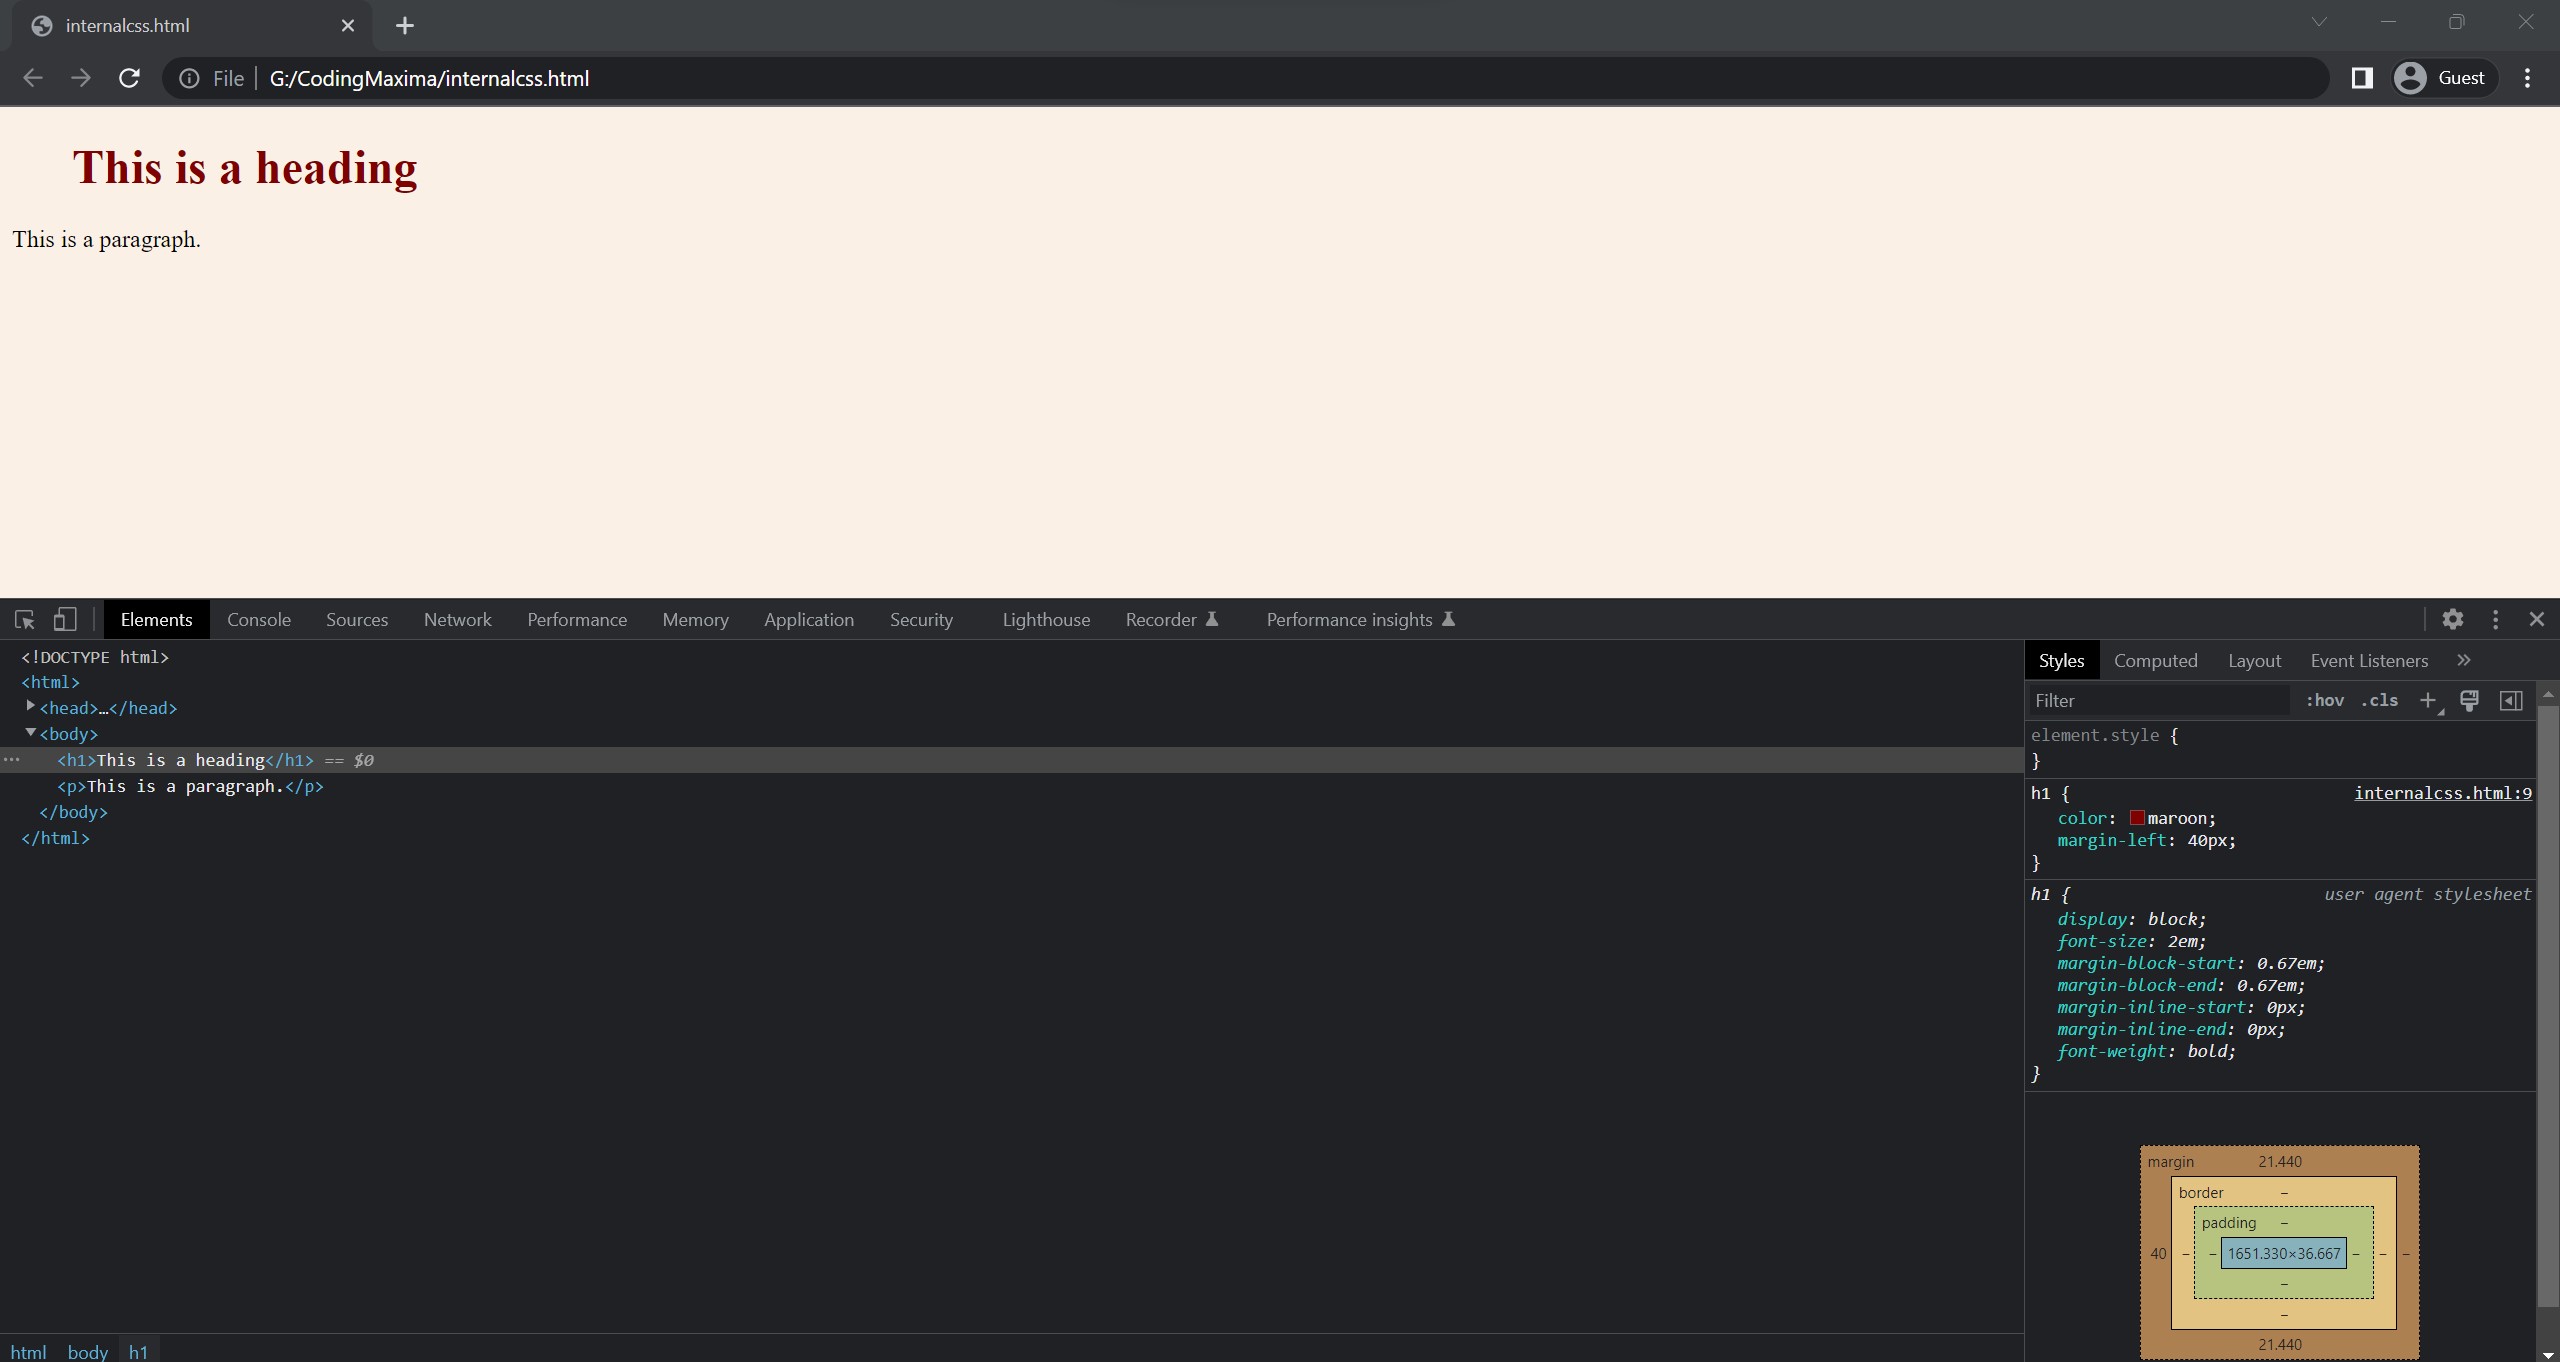 internalcss.html
File G:/CodingMaxima/internalcss.html
Guest
This is a heading
This is a paragraph.
Elements Console Sources Network Performance Memory Application Security Lighthouse Recorder Performance insights
<!DOCTYPE html>
<html>
<head>…</head>
<body>
<h1>This is a heading</h1> == $0
<p>This is a paragraph.</p>
</body>
</html>
html body h1
Styles Computed Layout Event Listeners »
Filter :hov .cls +
element.style {
}
h1 { internalcss.html:9
color: maroon;
margin-left: 40px;
}
h1 { user agent stylesheet
display: block;
font-size: 2em;
margin-block-start: 0.67em;
margin-block-end: 0.67em;
margin-inline-start: 0px;
margin-inline-end: 0px;
font-weight: bold;
}
margin 21.440
border –
padding –
40 – – 1651.330×36.667 – – –
–
–
21.440